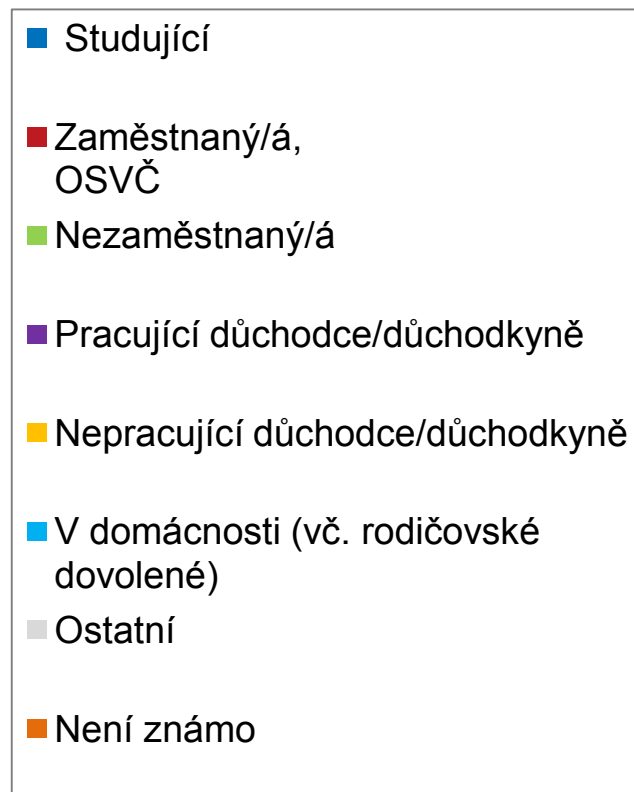 Studující
Zaměstnaný/á,
OSVČ
Nezaměstnaný/á
Pracující důchodce/důchodkyně
Nepracující důchodce/důchodkyně
V domácnosti (vč. rodičovské
dovolené)
Ostatní
Není známo